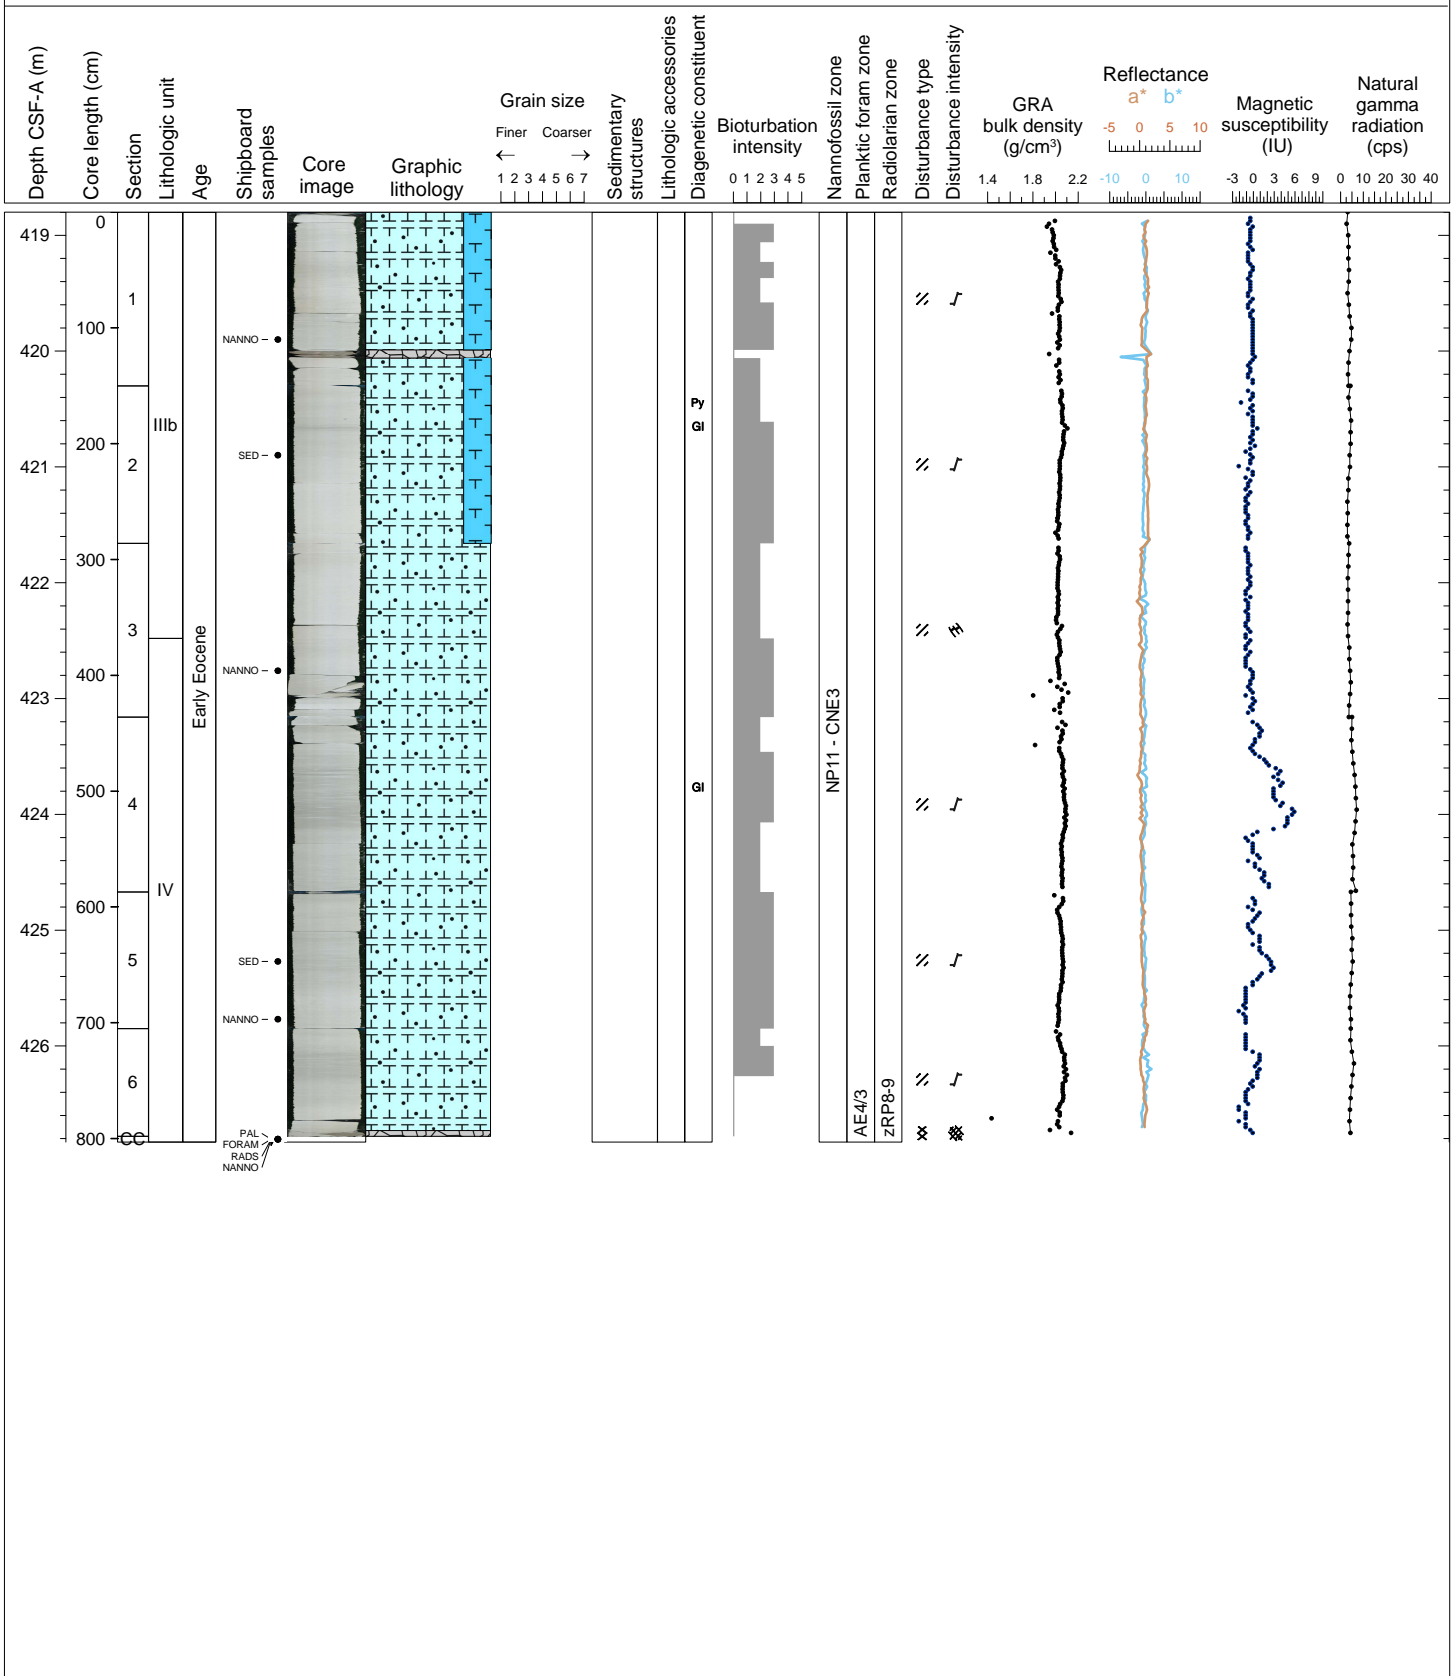 Depth CSF-A (m)
Core length (cm)
Section
Lithologic unit
Age
Shipboard
samples
Core
image
Graphic
lithology
Grain size
Finer Coarser
← →
1 2 3 4 5 6 7
Sedimentary
structures
Lithologic accessories
Diagenetic constituent
Bioturbation
intensity
0 1 2 3 4 5
Nannofossil zone
Planktic foram zone
Radiolarian zone
Disturbance type
Disturbance intensity
GRA
bulk density
(g/cm³)
1.4 1.8 2.2
Reflectance
a* b*
-5 0 5 10
-10 0 10
Magnetic
susceptibility
(IU)
-3 0 3 6 9
Natural
gamma
radiation
(cps)
0 10 20 30 40
419
420
421
422
423
424
425
426
0
100
200
300
400
500
600
700
800
1
2
3
4
5
6
CC
IIIb
IV
Early Eocene
NANNO
SED
NANNO
SED
NANNO
PAL
FORAM
RADS
NANNO
Py
Gl
Gl
NP11 - CNE3
AE4/3
zRP8-9